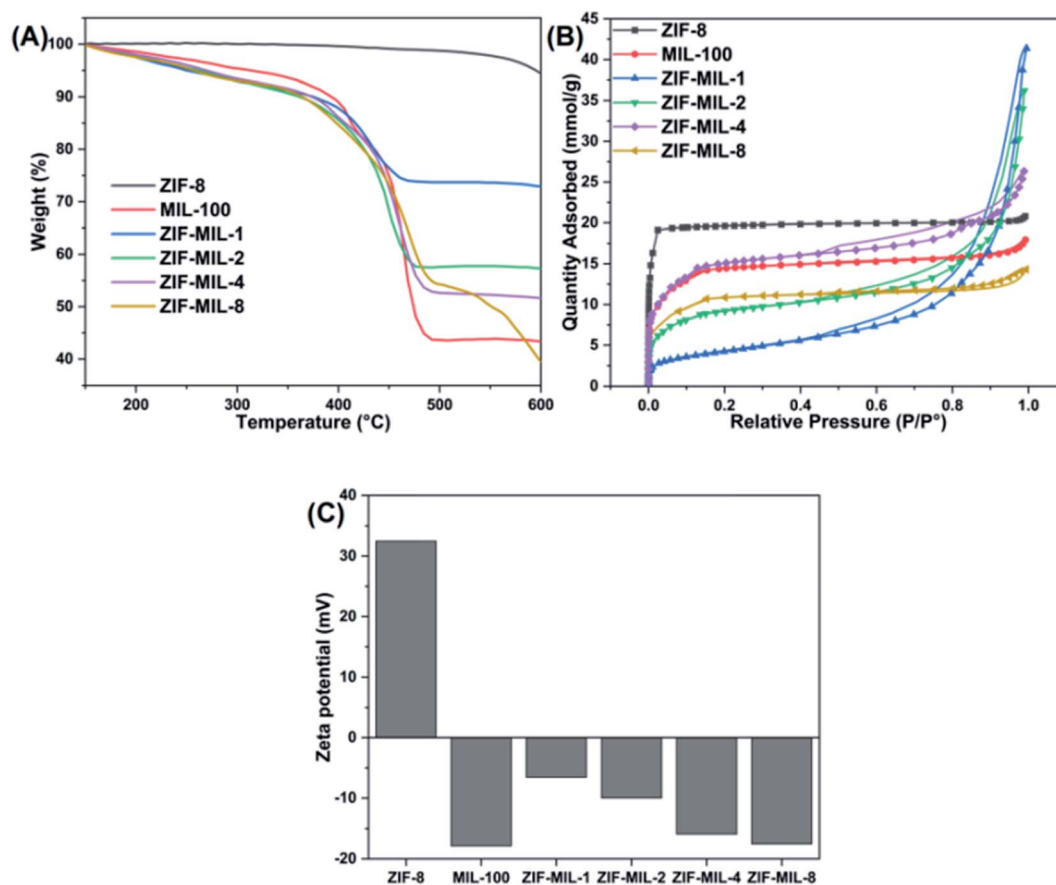 (A)
100
90
80
70
60
50
40
Weight (%)
ZIF-8
MIL-100
ZIF-MIL-1
ZIF-MIL-2
ZIF-MIL-4
ZIF-MIL-8
200 300 400 500 600
Temperature (°C)
(B)
45
40
35
30
25
20
15
10
5
0
Quantity Adsorbed (mmol/g)
ZIF-8
MIL-100
ZIF-MIL-1
ZIF-MIL-2
ZIF-MIL-4
ZIF-MIL-8
0.0 0.2 0.4 0.6 0.8 1.0
Relative Pressure (P/P°)
(C)
40
30
20
10
0
-10
-20
Zeta potential (mV)
ZIF-8 MIL-100 ZIF-MIL-1 ZIF-MIL-2 ZIF-MIL-4 ZIF-MIL-8